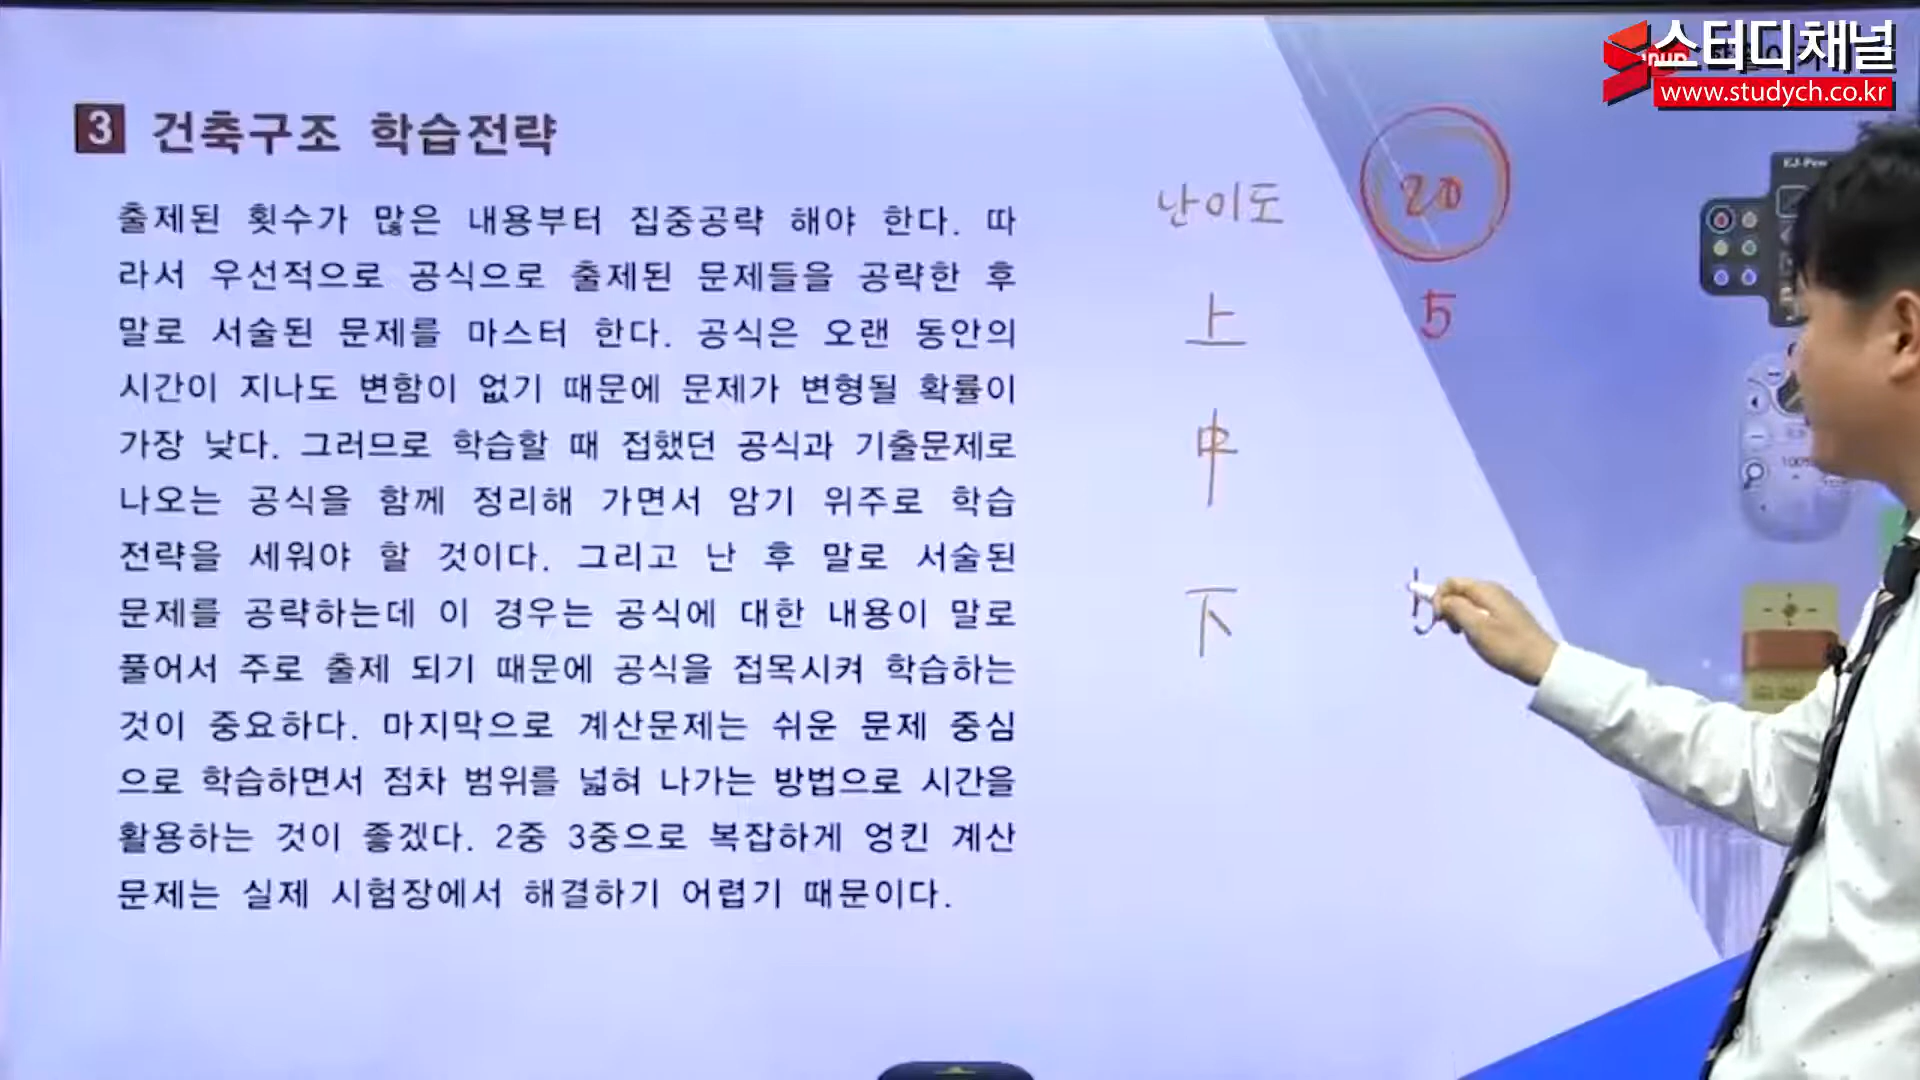 스터디채널
www.studych.co.kr
3 건축구조 학습전략
출제된 횟수가 많은 내용부터 집중공략 해야 한다. 따
라서 우선적으로 공식으로 출제된 문제들을 공략한 후
말로 서술된 문제를 마스터 한다. 공식은 오랜 동안의
시간이 지나도 변함이 없기 때문에 문제가 변형될 확률이
가장 낮다. 그러므로 학습할 때 접했던 공식과 기출문제로
나오는 공식을 함께 정리해 가면서 암기 위주로 학습
전략을 세워야 할 것이다. 그리고 난 후 말로 서술된
문제를 공략하는데 이 경우는 공식에 대한 내용이 말로
풀어서 주로 출제 되기 때문에 공식을 접목시켜 학습하는
것이 중요하다. 마지막으로 계산문제는 쉬운 문제 중심
으로 학습하면서 점차 범위를 넓혀 나가는 방법으로 시간을
활용하는 것이 좋겠다. 2중 3중으로 복잡하게 엉킨 계산
문제는 실제 시험장에서 해결하기 어렵기 때문이다.
난이도 20
上 5
中
下 5